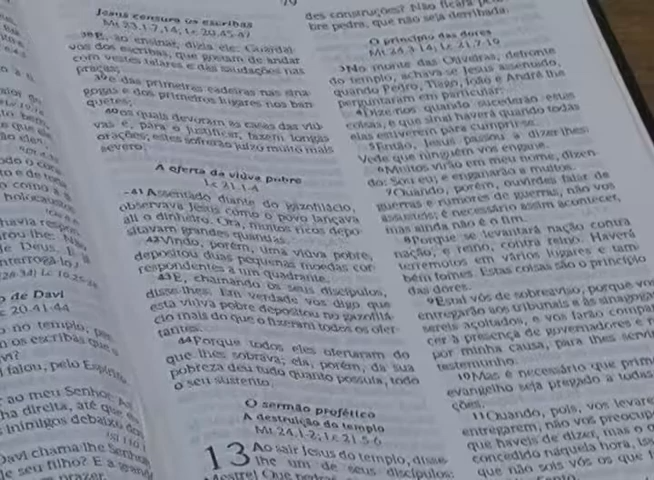 Jesus censura os escribas
Mt 23.1-7,14; Lc 20.45-47
38E, ao ensinar, dizia ele: Guardai-
vos dos escribas, que gostam de andar
com vestes talares e das saudações nas
praças;
39e das primeiras cadeiras nas sina-
gogas e dos primeiros lugares nos ban-
quetes;
40os quais devoram as casas das viú-
vas e, para o justificar, fazem longas
orações; estes sofrerão juízo muito mais
severo.
A oferta da viúva pobre
Lc 21.1-4
41Assentado diante do gazofilácio,
observava Jesus como o povo lançava
ali o dinheiro. Ora, muitos ricos depo-
sitavam grandes quantias.
42Vindo, porém, uma viúva pobre,
depositou duas pequenas moedas cor-
respondentes a um quadrante.
43E, chamando os seus discípulos,
disse-lhes: Em verdade vos digo que
esta viúva pobre depositou no gazofilá-
cio mais do que o fizeram todos os ofer-
tantes.
44Porque todos eles ofertaram do
que lhes sobrava; ela, porém, da sua
pobreza deu tudo quanto possuía, todo
o seu sustento.
O sermão profético
A destruição do templo
Mt 24.1-2; Lc 21.5-6
13 Ao sair Jesus do templo, disse-
lhe um de seus discípulos:
Mestre! Que pedras
des construções? Não ficará
bre pedra, que não seja derribada.
O princípio das dores
Mt 24.3-14; Lc 21.7-19
3No monte das Oliveiras, defronte
do templo, achava-se Jesus assentado,
quando Pedro, Tiago, João e André lhe
perguntaram em particular:
4Dize-nos quando sucederão estas
coisas, e que sinal haverá quando todas
elas estiverem para cumprir-se.
5Então, Jesus passou a dizer-lhes:
Vede que ninguém vos engane.
6Muitos virão em meu nome, dizen-
do: Sou eu; e enganarão a muitos.
7Quando, porém, ouvirdes falar de
guerras e rumores de guerras, não vos
assusteis; é necessário assim acontecer,
mas ainda não é o fim.
8Porque se levantará nação contra
nação, e reino, contra reino. Haverá
terremotos em vários lugares e tam-
bém fomes. Estas coisas são o princípio
das dores.
9Estai vós de sobreaviso, porque vos
entregarão aos tribunais e às sinagogas
sereis açoitados, e vos farão compa
cer à presença de governadores e r
por minha causa, para lhes servir
testemunho.
10Mas é necessário que prim
evangelho seja pregado a todas
ções.
11Quando, pois, vos levare
entregarem, não vos preocup
que haveis de dizer, mas o q
concedido naquela hora, is
que não sois vós os que f